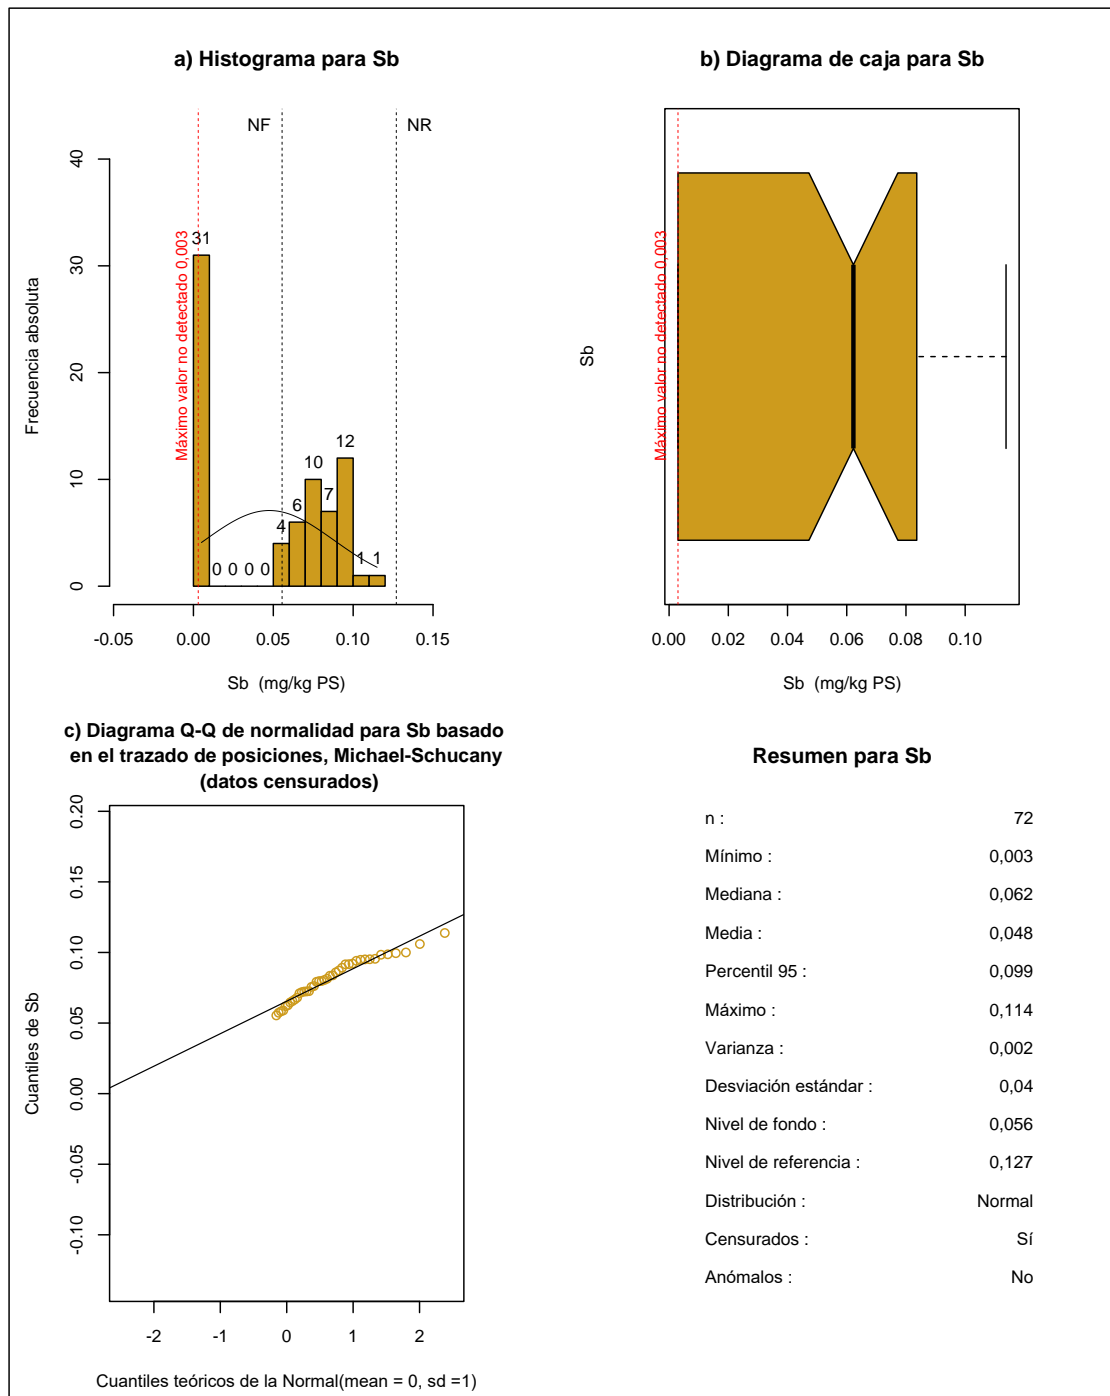 a) Histograma para Sb
NF
NR
Máximo valor no detectado 0,003
31
0 0 0 0
4
6
10
7
12
1 1
Frecuencia absoluta
40
30
20
10
0
-0.05 0.00 0.05 0.10 0.15
Sb (mg/kg PS)
b) Diagrama de caja para Sb
Máximo valor no detectado 0,003
Sb
0.00 0.02 0.04 0.06 0.08 0.10
Sb (mg/kg PS)
c) Diagrama Q-Q de normalidad para Sb basado
en el trazado de posiciones, Michael-Schucany
(datos censurados)
Cuantiles de Sb
0.20
0.15
0.10
0.05
0.00
-0.05
-0.10
-2 -1 0 1 2
Cuantiles teóricos de la Normal(mean = 0, sd =1)
Resumen para Sb
n : 72
Mínimo : 0,003
Mediana : 0,062
Media : 0,048
Percentil 95 : 0,099
Máximo : 0,114
Varianza : 0,002
Desviación estándar : 0,04
Nivel de fondo : 0,056
Nivel de referencia : 0,127
Distribución : Normal
Censurados : Sí
Anómalos : No